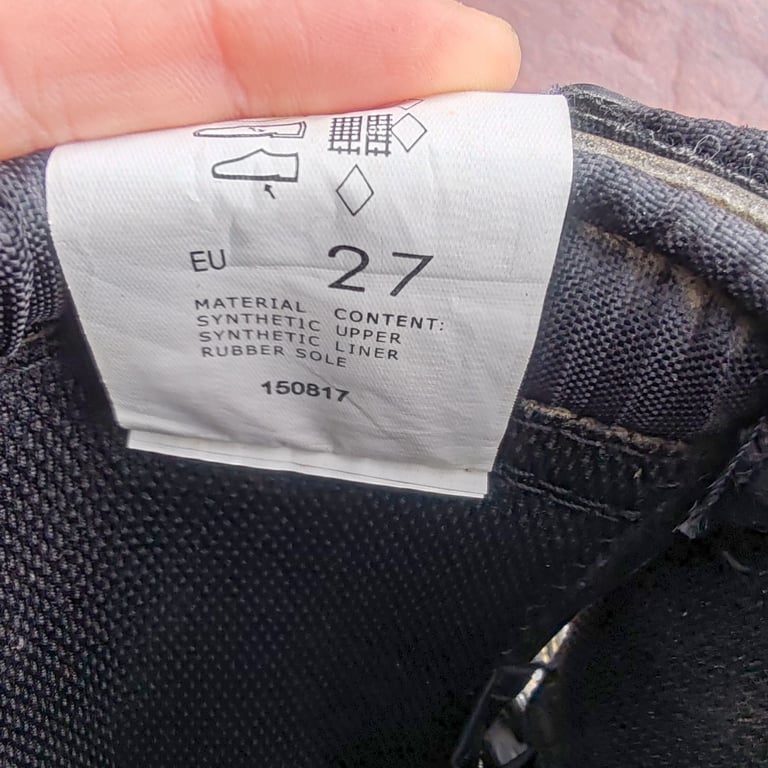 EU 27
MATERIAL CONTENT:
SYNTHETIC UPPER
SYNTHETIC LINER
RUBBER SOLE
150817